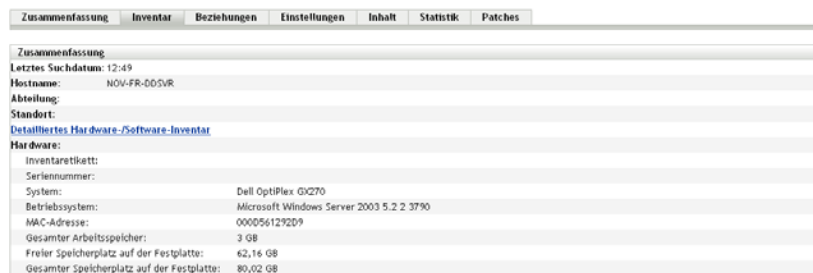 Zusammenfassung Inventar Beziehungen Einstellungen Inhalt Statistik Patches
Zusammenfassung
Letztes Suchdatum: 12:49
Hostname: NOV-FR-DDSVR
Abteilung:
Standort:
Detailliertes Hardware-/Software-Inventar
Hardware:
Inventaretikett:
Seriennummer:
System: Dell OptiPlex GX270
Betriebssystem: Microsoft Windows Server 2003 5.2 2 3790
MAC-Adresse: 000D561292D9
Gesamter Arbeitsspeicher: 3 GB
Freier Speicherplatz auf der Festplatte: 62,16 GB
Gesamter Speicherplatz auf der Festplatte: 80,02 GB